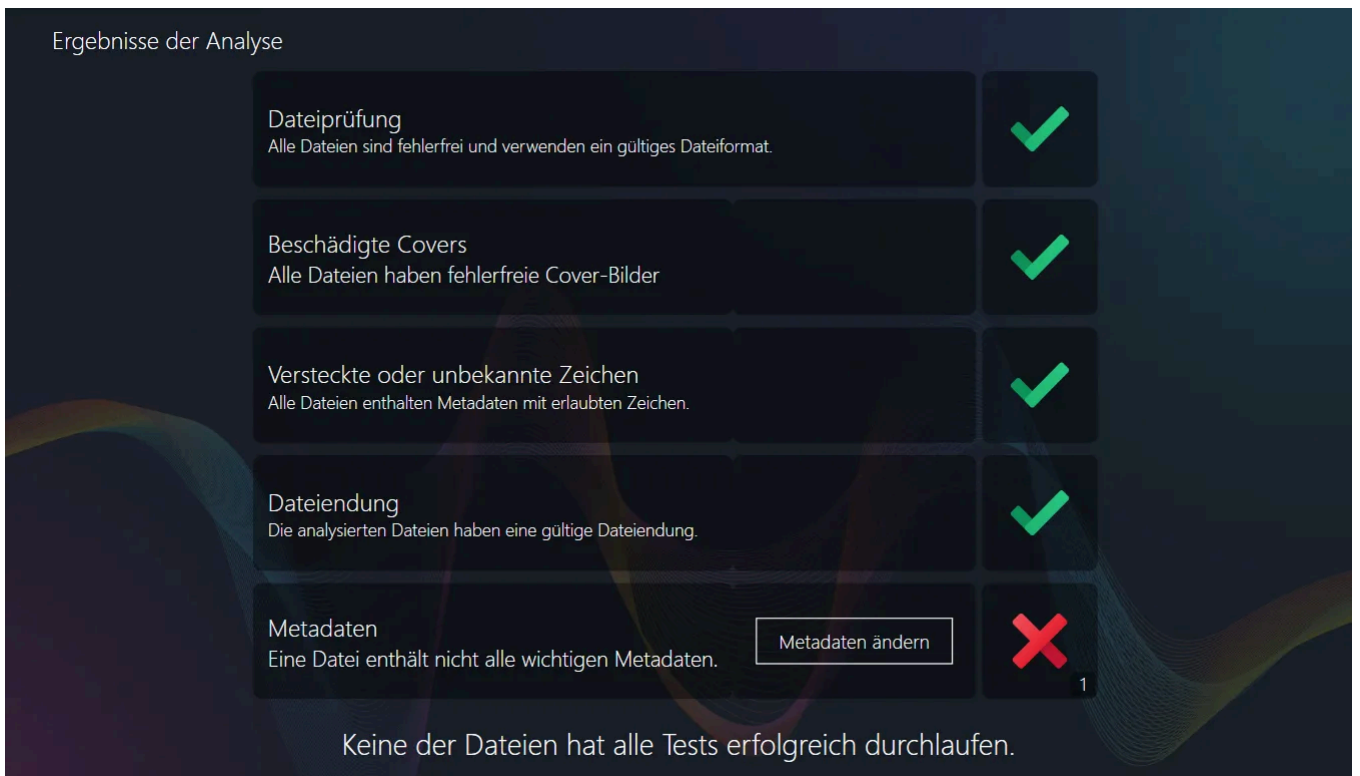 Ergebnisse der Analyse
Dateiprüfung
Alle Dateien sind fehlerfrei und verwenden ein gültiges Dateiformat.
Beschädigte Covers
Alle Dateien haben fehlerfreie Cover-Bilder
Versteckte oder unbekannte Zeichen
Alle Dateien enthalten Metadaten mit erlaubten Zeichen.
Dateiendung
Die analysierten Dateien haben eine gültige Dateiendung.
Metadaten
Eine Datei enthält nicht alle wichtigen Metadaten.
Metadaten ändern
1
Keine der Dateien hat alle Tests erfolgreich durchlaufen.